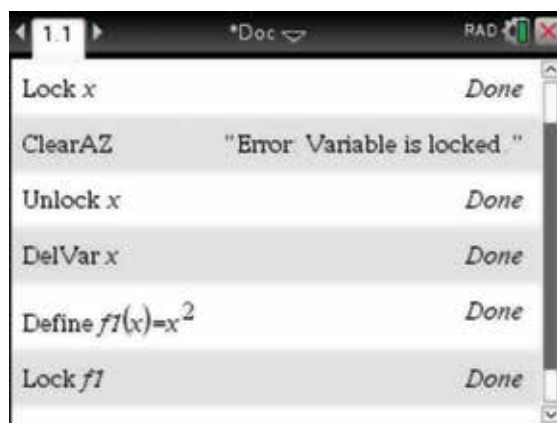 1.1 *Doc RAD
Lock x Done
ClearAZ "Error: Variable is locked."
Unlock x Done
DelVar x Done
Define f1(x)=x² Done
Lock f1 Done